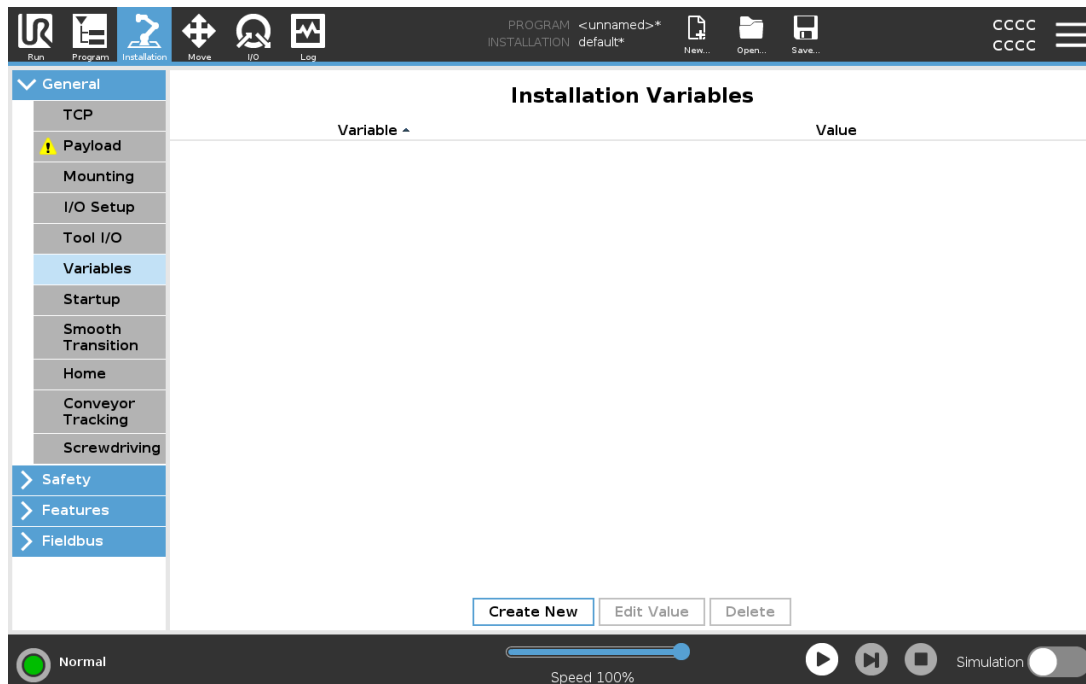 PROGRAM <unnamed>*
INSTALLATION default*
CCCC
CCCC
Run Program Installation Move I/O Log New... Open... Save...
General
TCP
Payload
Mounting
I/O Setup
Tool I/O
Variables
Startup
Smooth
Transition
Home
Conveyor
Tracking
Screwdriving
Safety
Features
Fieldbus
Installation Variables
Variable Value
Create New Edit Value Delete
Normal
Speed 100%
Simulation